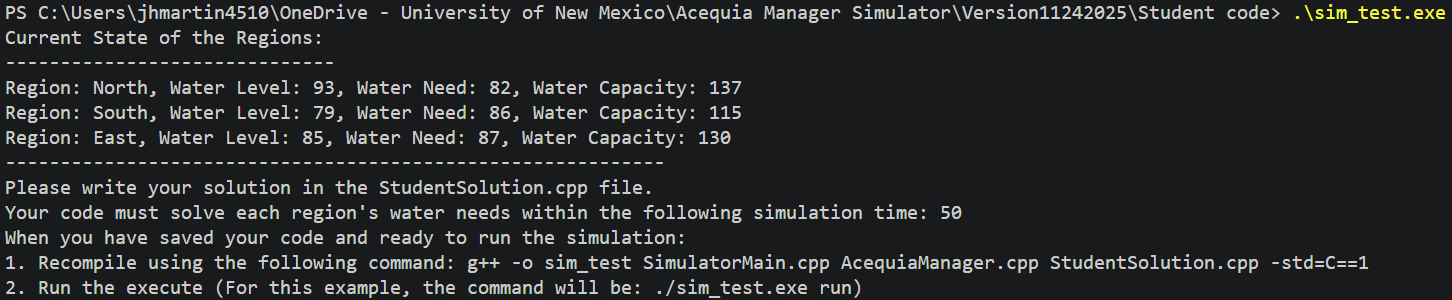 PS C:\Users\jhmartin4510\OneDrive - University of New Mexico\Acequia Manager Simulator\Version11242025\Student code> .\sim_test.exe
Current State of the Regions:
------------------------------
Region: North, Water Level: 93, Water Need: 82, Water Capacity: 137
Region: South, Water Level: 79, Water Need: 86, Water Capacity: 115
Region: East, Water Level: 85, Water Need: 87, Water Capacity: 130
------------------------------------------------------------
Please write your solution in the StudentSolution.cpp file.
Your code must solve each region's water needs within the following simulation time: 50
When you have saved your code and ready to run the simulation:
1. Recompile using the following command: g++ -o sim_test SimulatorMain.cpp AcequiaManager.cpp StudentSolution.cpp -std=C==1
2. Run the execute (For this example, the command will be: ./sim_test.exe run)